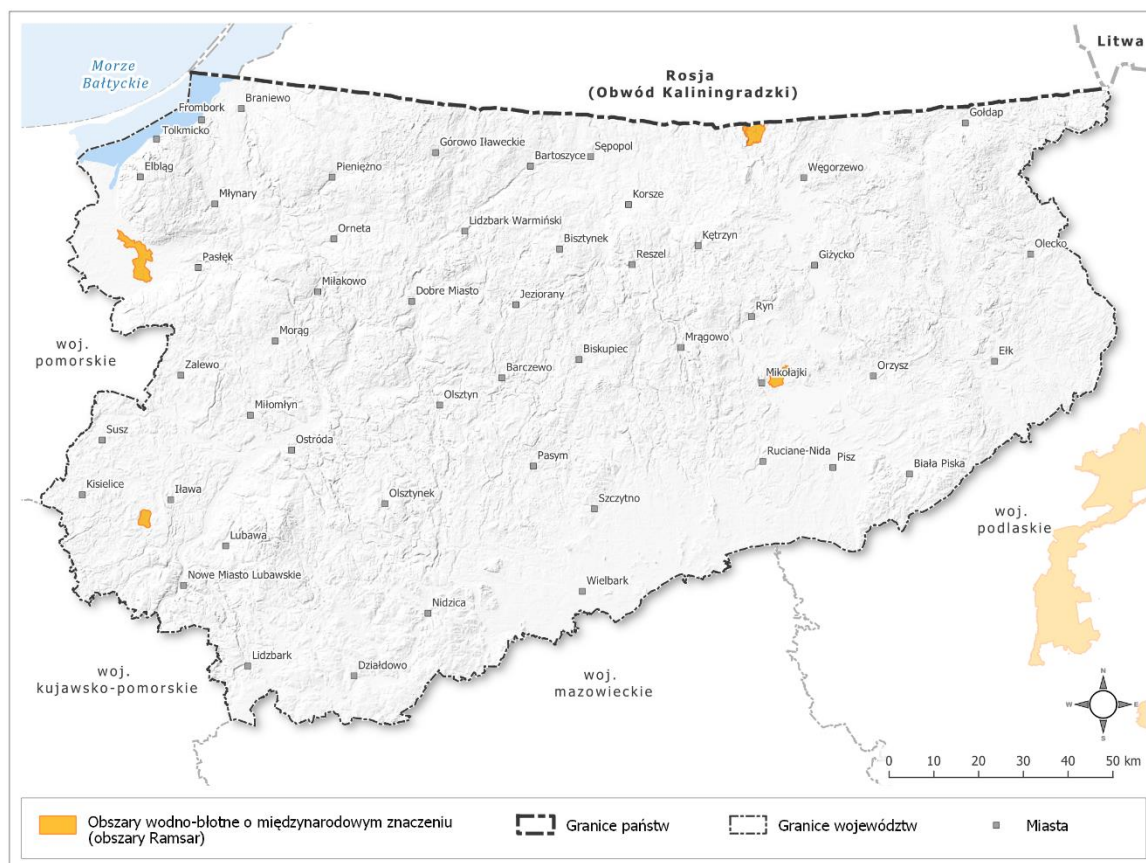 Litwa
Morze
Bałtyckie
Rosja
(Obwód Kaliningradzki)
Braniewo
Frombork
Gołdap
Tolkmicko
Górowo Iławeckie
Sępopol
Bartoszyce
Elbląg
Pieniężno
Węgorzewo
Młynary
Korsze
Lidzbark Warmiński
Orneta
Bisztynek
Kętrzyn
Olecko
Pasłęk
Reszel
Giżycko
Miłakowo
Dobre Miasto
Jeziorany
Ryn
Morąg
Mrągowo
woj.
pomorskie
Biskupiec
Ełk
Zalewo
Barczewo
Mikołajki
Orzysz
Olsztyn
Miłomłyn
Susz
Ostróda
Pasym
Ruciane-Nida
Pisz
Biała Piska
Kisielice
Iława
Olsztynek
Szczytno
woj.
podlaskie
Lubawa
Nowe Miasto Lubawskie
Wielbark
Nidzica
Lidzbark
Działdowo
woj.
kujawsko-pomorskie
woj.
mazowieckie
N
W E
S
0 10 20 30 40 50 km
Obszary wodno-błotne o międzynarodowym znaczeniu
(obszary Ramsar)
Granice państw
Granice województw
Miasta